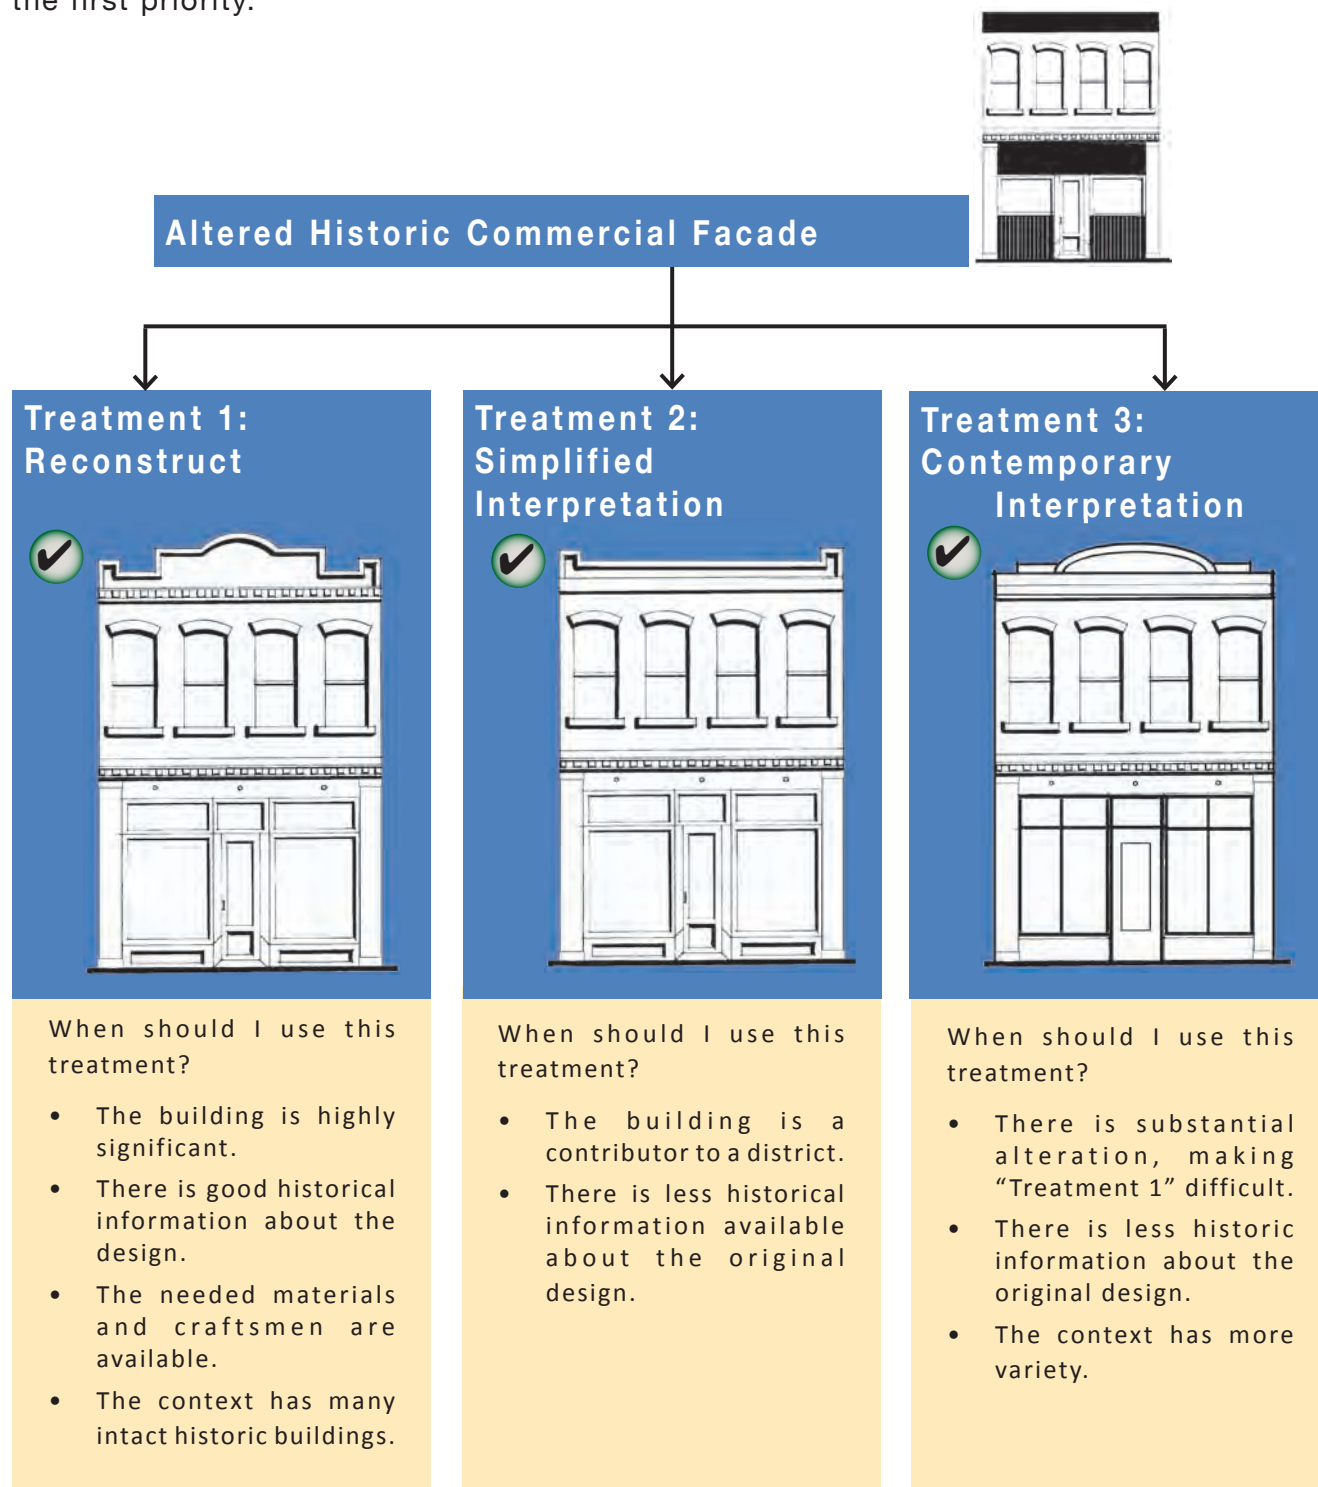 the first priority.
Altered Historic Commercial Facade
Treatment 1:
Reconstruct
When should I use this
treatment?
• The building is highly
significant.
• There is good historical
information about the
design.
• The needed materials
and craftsmen are
available.
• The context has many
intact historic buildings.
Treatment 2:
Simplified
Interpretation
When should I use this
treatment?
• The building is a
contributor to a district.
• There is less historical
information available
about the original
design.
Treatment 3:
Contemporary
Interpretation
When should I use this
treatment?
• There is substantial
alteration, making
“Treatment 1” difficult.
• There is less historic
information about the
original design.
• The context has more
variety.